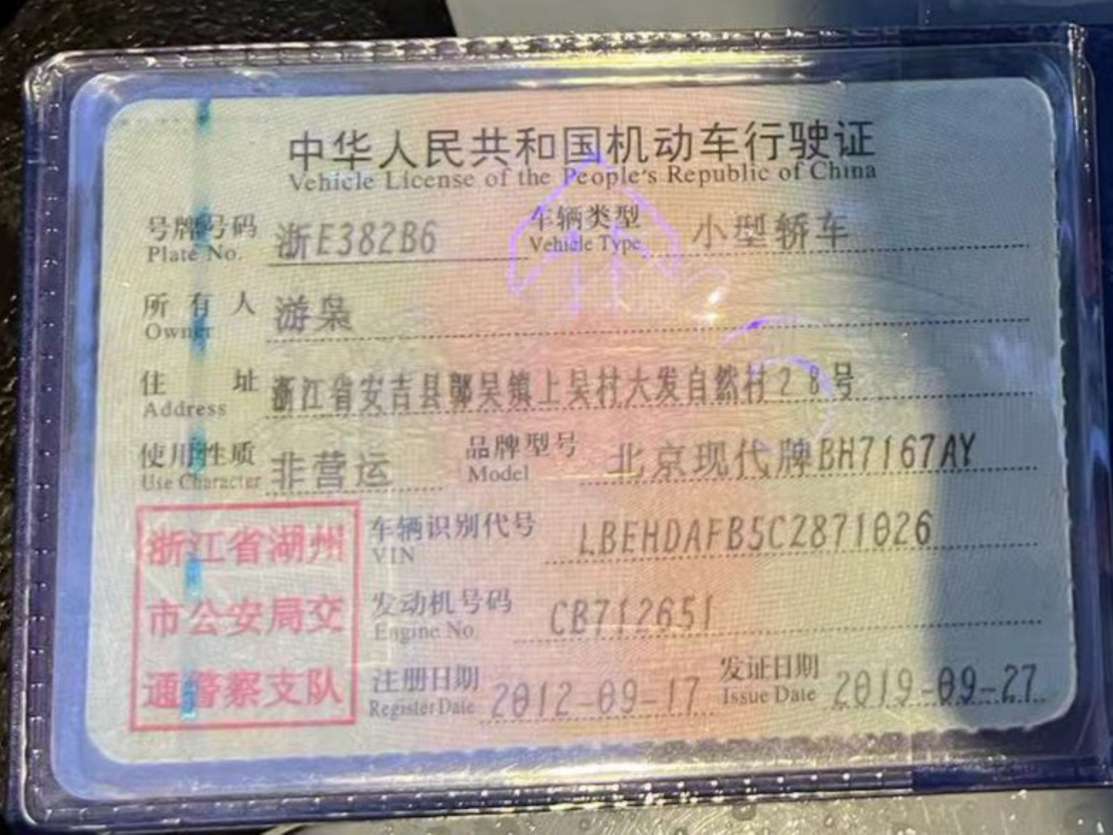 中华人民共和国机动车行驶证
Vehicle License of the People's Republic of China
号牌号码 浙E382B6 车辆类型 小型轿车
Plate No. Vehicle Type
所有人 游枭
Owner
住址 浙江省安吉县鄣吴镇上吴村大发自然村28号
Address
使用性质 非营运 品牌型号 北京现代牌BH7167AY
Use Character Model
浙江省湖州 车辆识别代号 LBEHDAFB5C2871026
VIN
市公安局交 发动机号码 CB712651
Engine No.
通警察支队 注册日期 2012-09-17 发证日期 2019-09-27
Register Date Issue Date